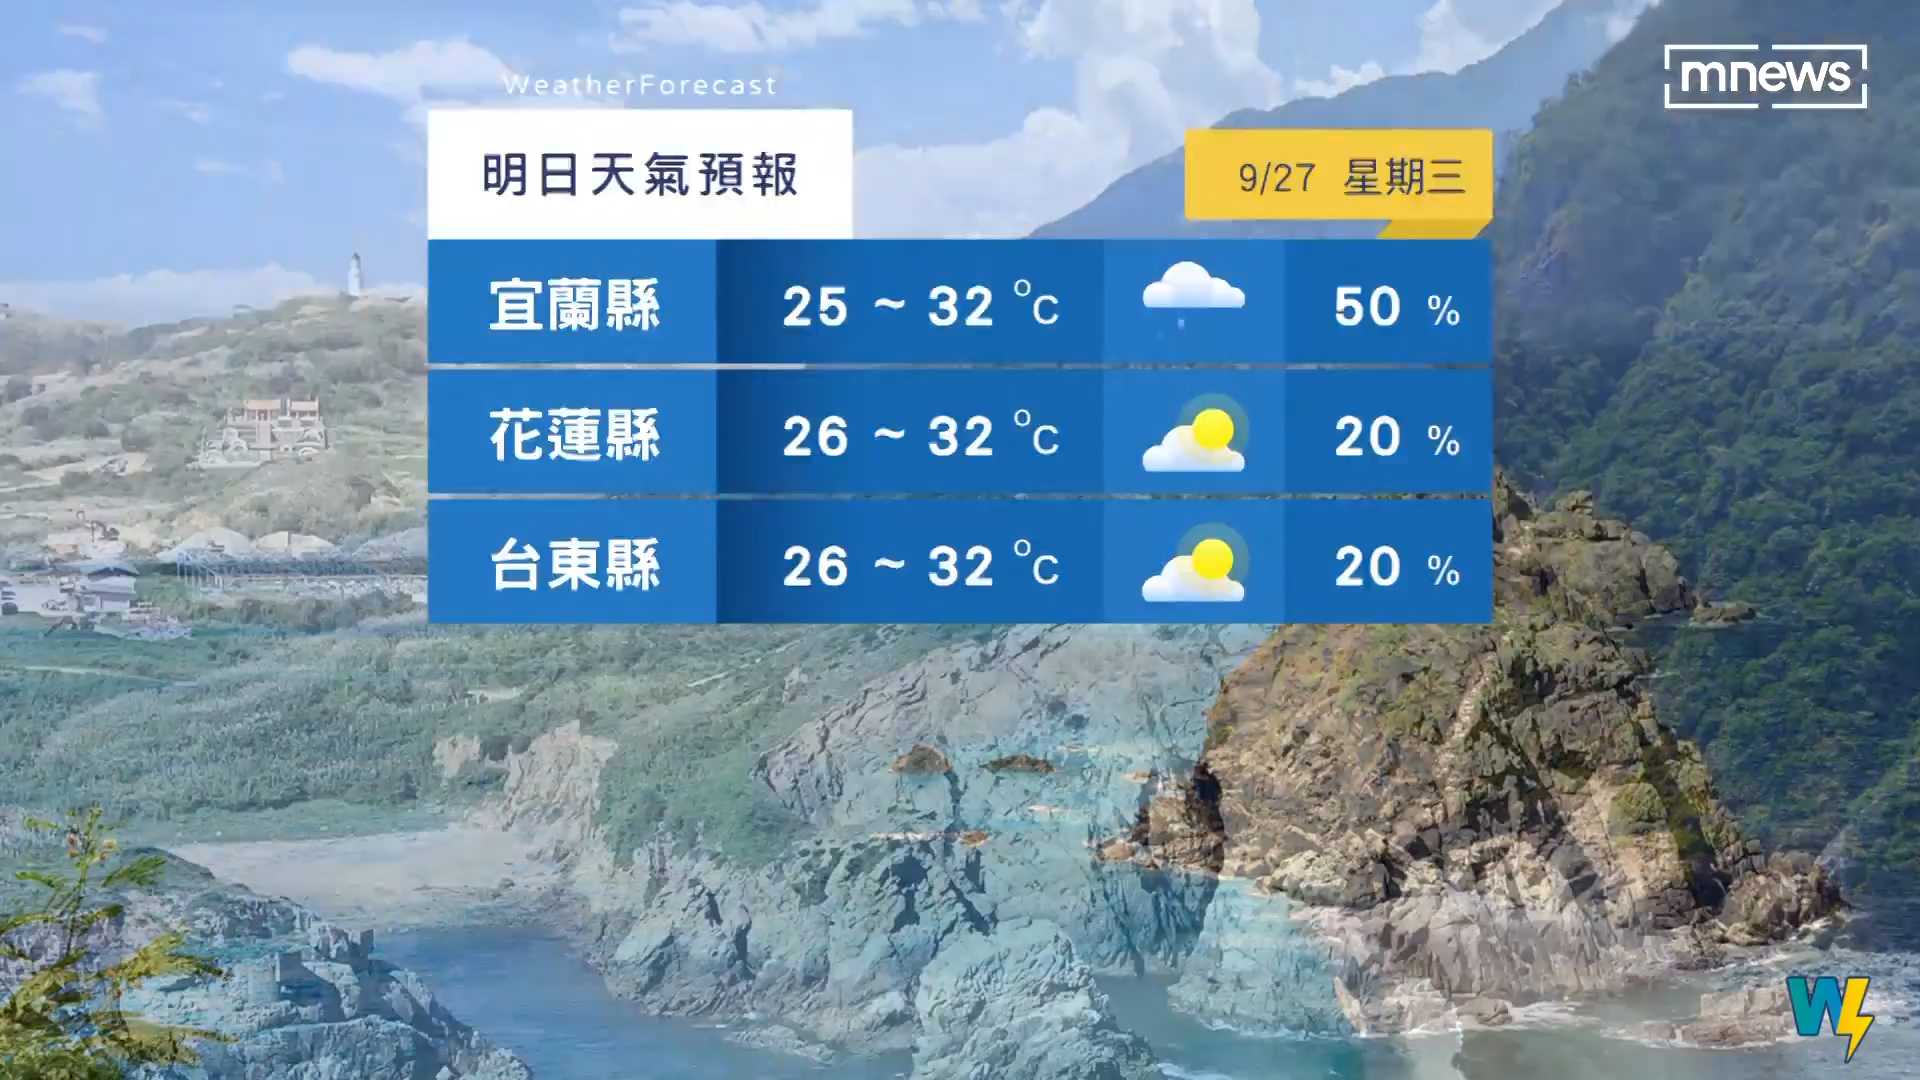 mnews
WeatherForecast
明日天氣預報
9/27 星期三
宜蘭縣 25 ~ 32 °C 50 %
花蓮縣 26 ~ 32 °C 20 %
台東縣 26 ~ 32 °C 20 %
W